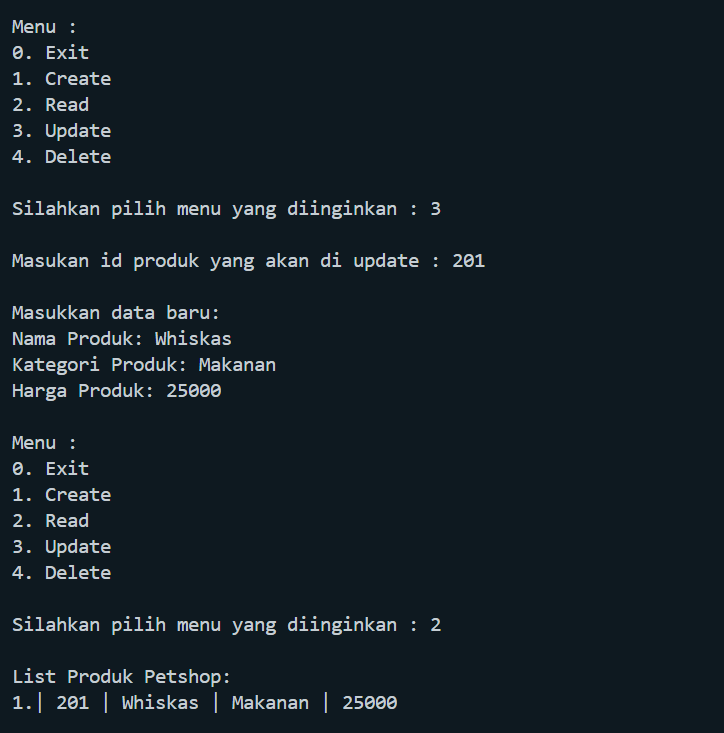 Menu :
0. Exit
1. Create
2. Read
3. Update
4. Delete
Silahkan pilih menu yang diinginkan : 3
Masukan id produk yang akan di update : 201
Masukkan data baru:
Nama Produk: Whiskas
Kategori Produk: Makanan
Harga Produk: 25000
Menu :
0. Exit
1. Create
2. Read
3. Update
4. Delete
Silahkan pilih menu yang diinginkan : 2
List Produk Petshop:
1.| 201 | Whiskas | Makanan | 25000